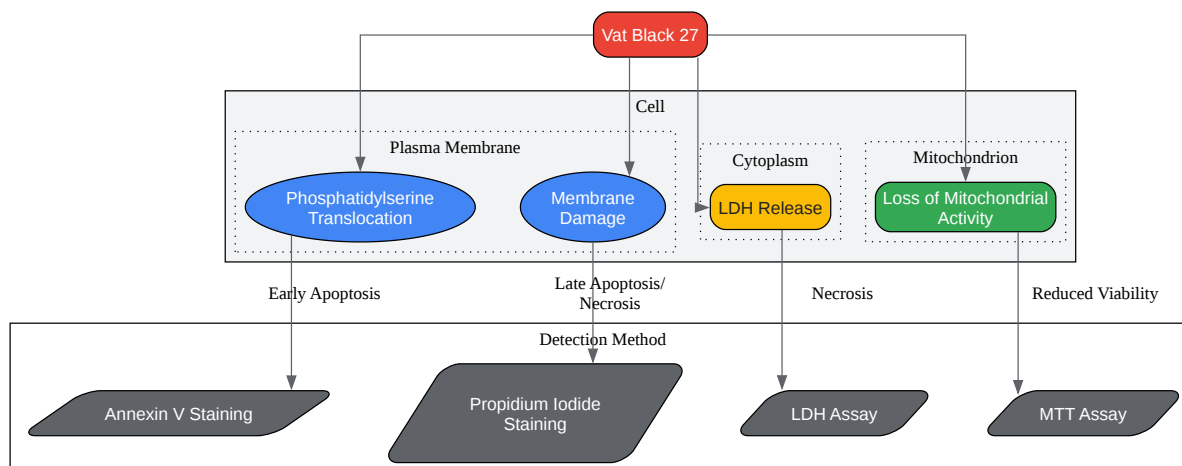 Vat Black 27
Cell
Plasma Membrane
Cytoplasm
Mitochondrion
Phosphatidylserine
Translocation
Membrane
Damage
LDH Release
Loss of Mitochondrial
Activity
Early Apoptosis
Late Apoptosis/
Necrosis
Necrosis
Reduced Viability
Detection Method
Annexin V Staining
Propidium Iodide
Staining
LDH Assay
MTT Assay